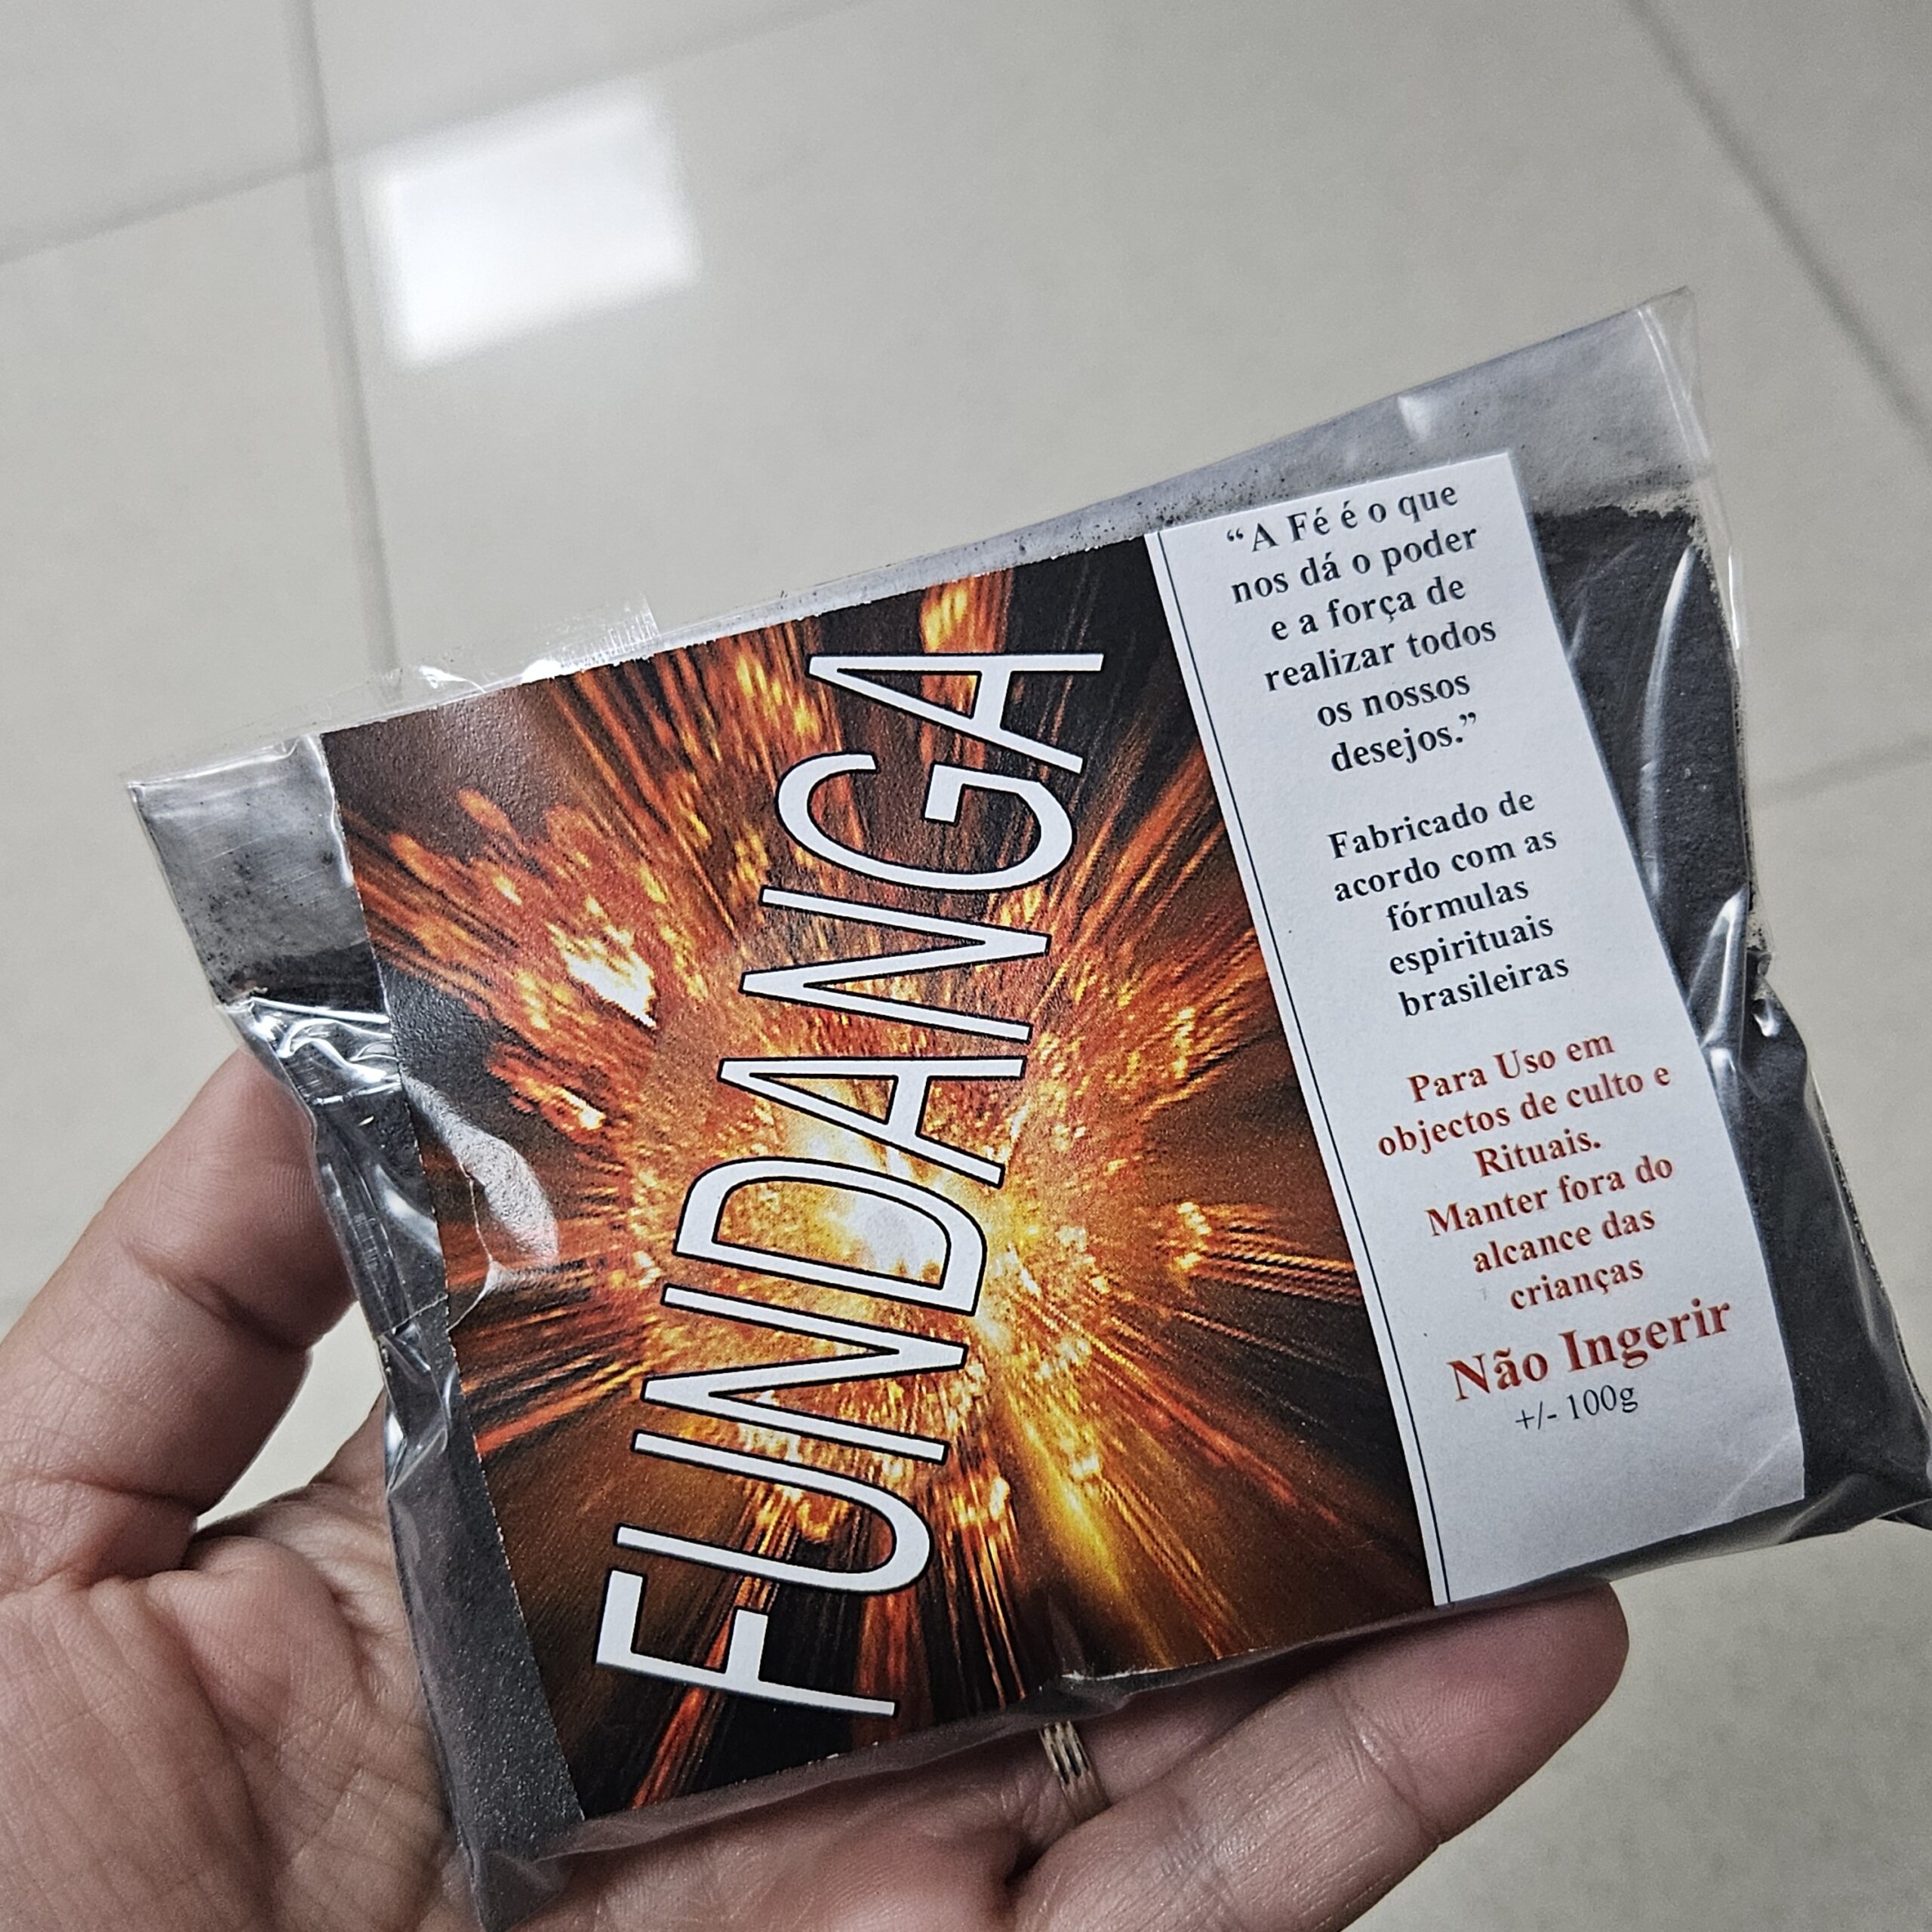 FUNDANGA
“A Fé é o que
nos dá o poder
e a força de
realizar todos
os nossos
desejos.”
Fabricado de
acordo com as
fórmulas
espirituais
brasileiras
Para Uso em
objectos de culto e
Rituais.
Manter fora do
alcance das
crianças
Não Ingerir
+/- 100g